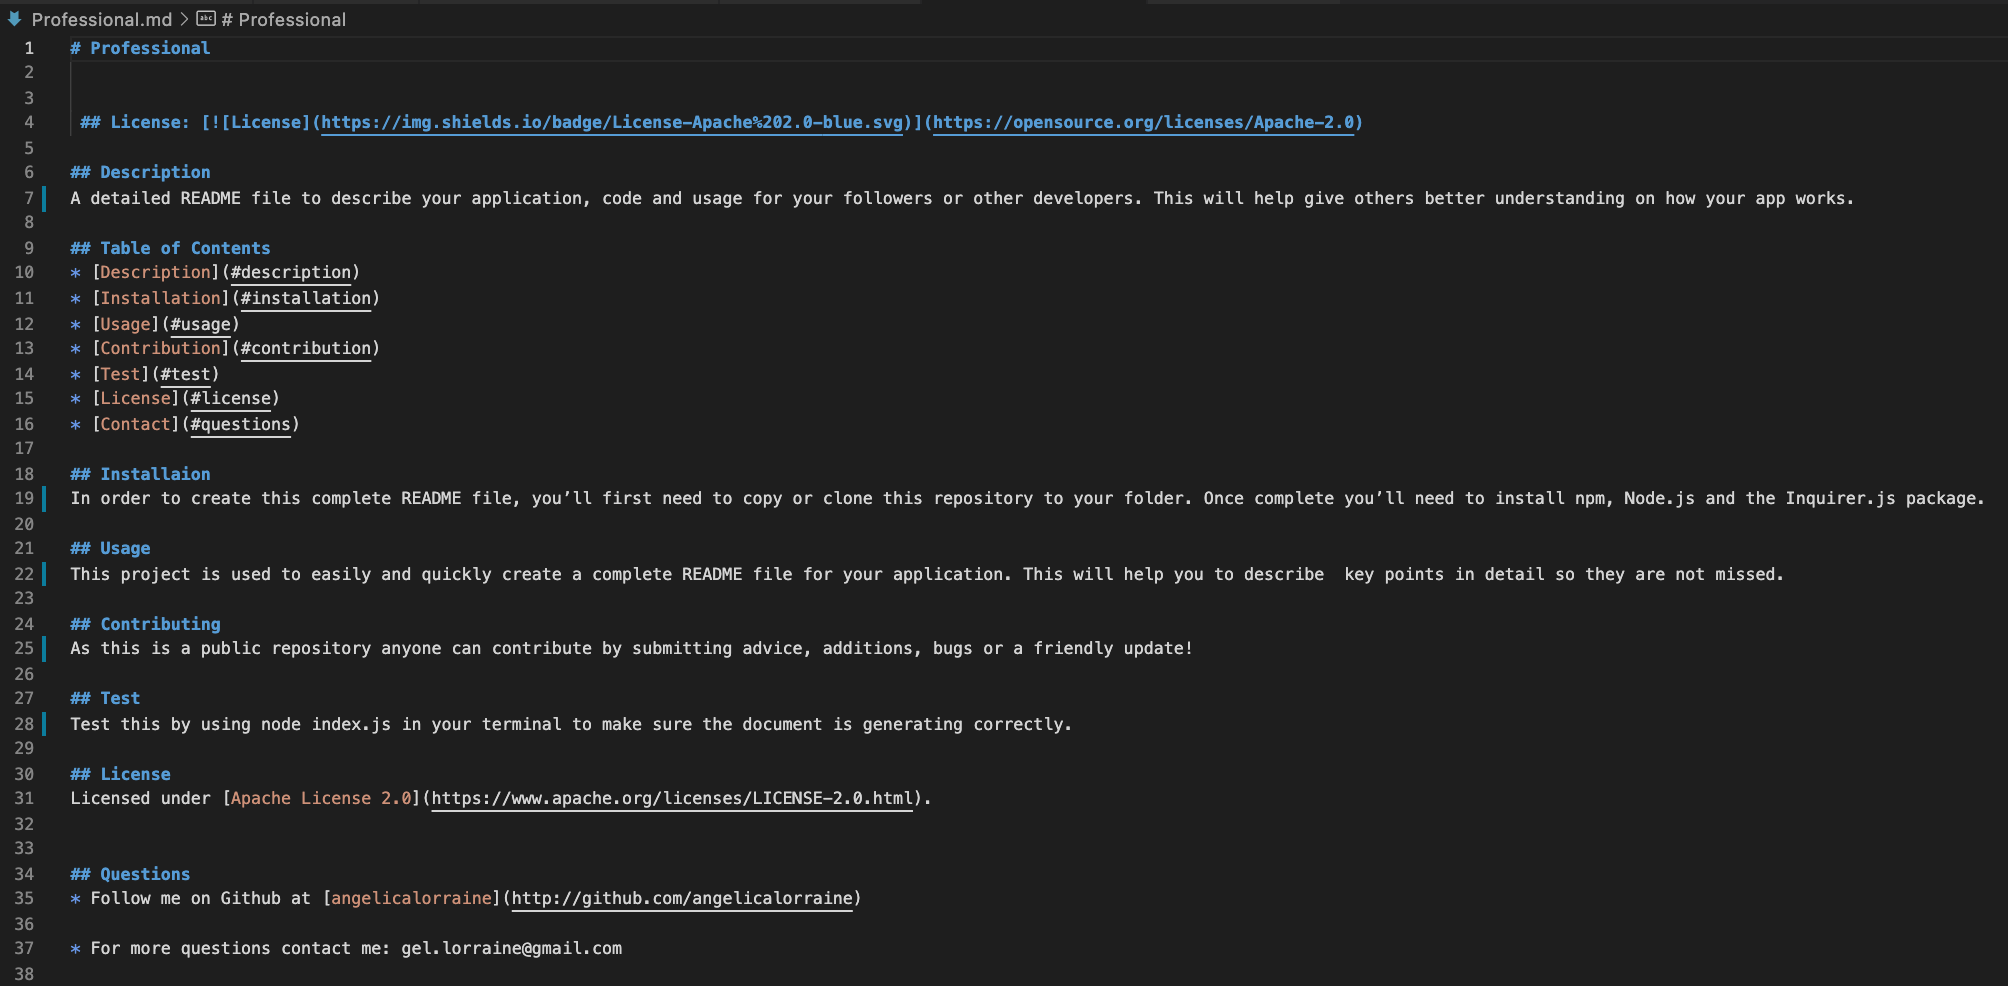 Professional.md > # Professional
1 # Professional
2
3
4 ## License: [![License](https://img.shields.io/badge/License-Apache%202.0-blue.svg)](https://opensource.org/licenses/Apache-2.0)
5
6 ## Description
7 A detailed README file to describe your application, code and usage for your followers or other developers. This will help give others better understanding on how your app works.
8
9 ## Table of Contents
10 * [Description](#description)
11 * [Installation](#installation)
12 * [Usage](#usage)
13 * [Contribution](#contribution)
14 * [Test](#test)
15 * [License](#license)
16 * [Contact](#questions)
17
18 ## Installaion
19 In order to create this complete README file, you’ll first need to copy or clone this repository to your folder. Once complete you’ll need to install npm, Node.js and the Inquirer.js package.
20
21 ## Usage
22 This project is used to easily and quickly create a complete README file for your application. This will help you to describe  key points in detail so they are not missed.
23
24 ## Contributing
25 As this is a public repository anyone can contribute by submitting advice, additions, bugs or a friendly update!
26
27 ## Test
28 Test this by using node index.js in your terminal to make sure the document is generating correctly.
29
30 ## License
31 Licensed under [Apache License 2.0](https://www.apache.org/licenses/LICENSE-2.0.html).
32
33
34 ## Questions
35 * Follow me on Github at [angelicalorraine](http://github.com/angelicalorraine)
36
37 * For more questions contact me: gel.lorraine@gmail.com
38